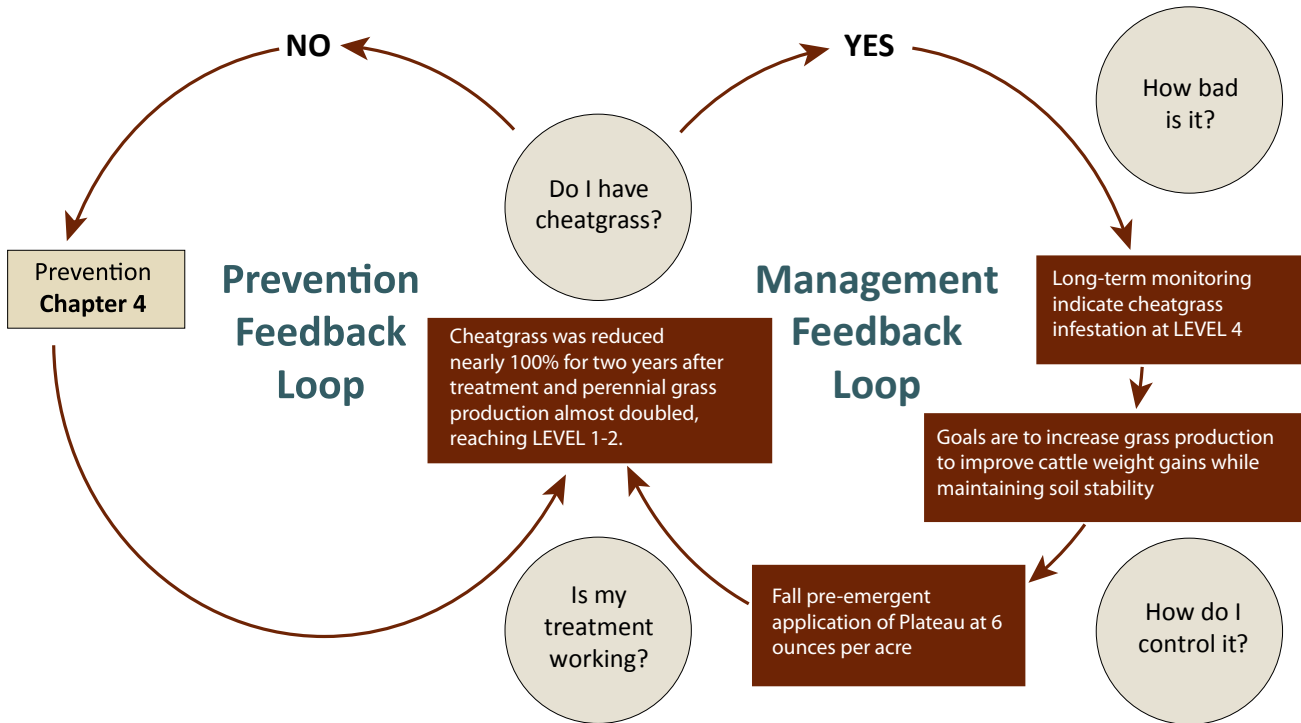 NO
YES
How bad
is it?
Do I have
cheatgrass?
Prevention
Chapter 4
Prevention
Feedback
Loop
Management
Feedback
Loop
Long-term monitoring
indicate cheatgrass
infestation at LEVEL 4
Cheatgrass was reduced
nearly 100% for two years after
treatment and perennial grass
production almost doubled,
reaching LEVEL 1-2.
Goals are to increase grass production
to improve cattle weight gains while
maintaining soil stability
Is my
treatment
working?
Fall pre-emergent
application of Plateau at 6
ounces per acre
How do I
control it?